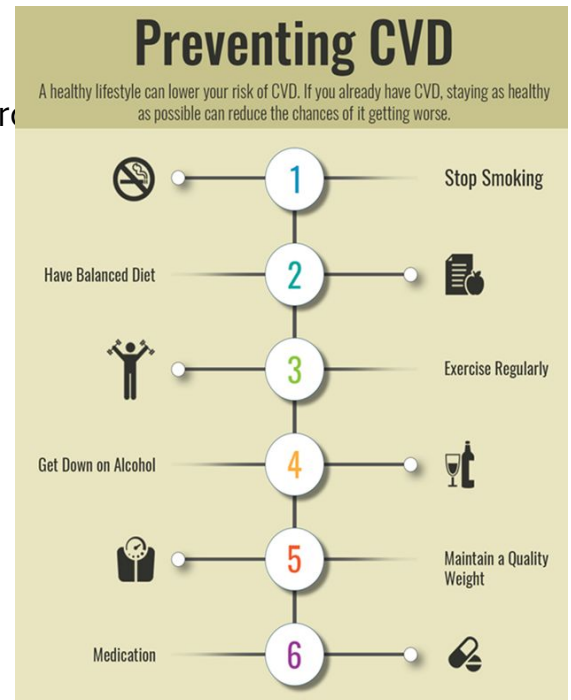 Preventing CVD
A healthy lifestyle can lower your risk of CVD. If you already have CVD, staying as healthy
as possible can reduce the chances of it getting worse.
1 Stop Smoking
Have Balanced Diet 2
3 Exercise Regularly
Get Down on Alcohol 4
5 Maintain a Quality
Weight
Medication 6